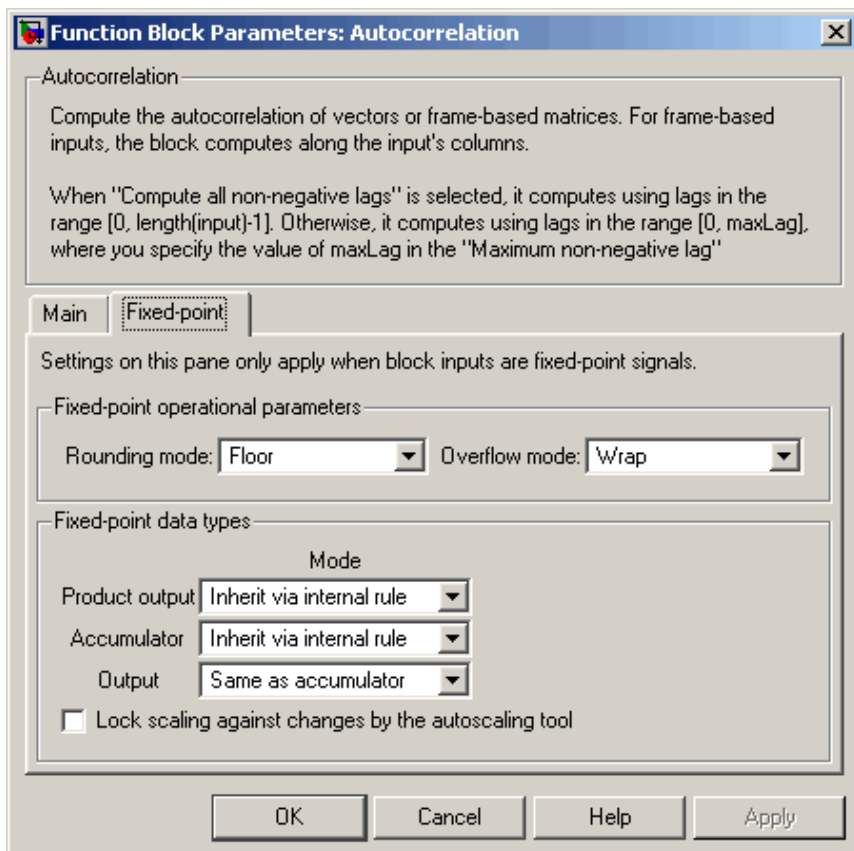 Function Block Parameters: Autocorrelation
Autocorrelation
Compute the autocorrelation of vectors or frame-based matrices. For frame-based
inputs, the block computes along the input's columns.
When "Compute all non-negative lags" is selected, it computes using lags in the
range [0, length(input)-1]. Otherwise, it computes using lags in the range [0, maxLag],
where you specify the value of maxLag in the "Maximum non-negative lag"
Main Fixed-point
Settings on this pane only apply when block inputs are fixed-point signals.
Fixed-point operational parameters
Rounding mode: Floor Overflow mode: Wrap
Fixed-point data types
Mode
Product output Inherit via internal rule
Accumulator Inherit via internal rule
Output Same as accumulator
Lock scaling against changes by the autoscaling tool
OK Cancel Help Apply